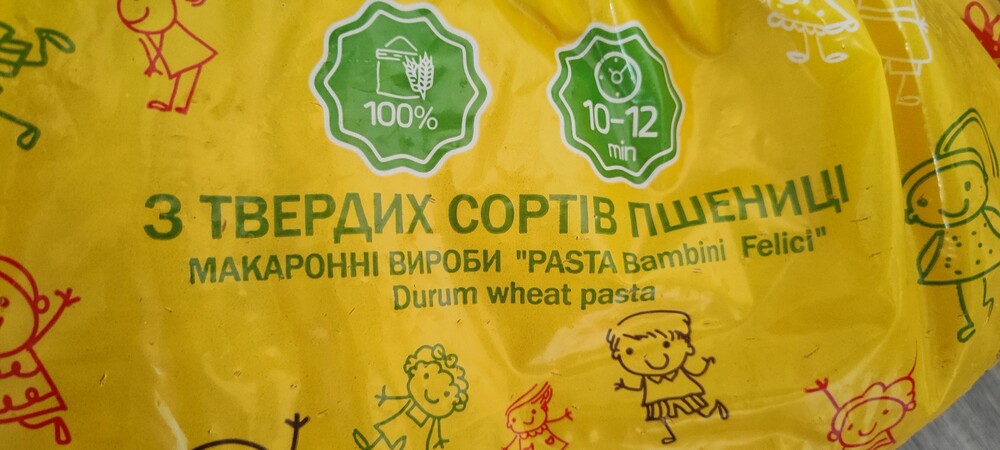 100%
10-12
min
З ТВЕРДИХ СОРТІВ ПШЕНИЦІ
МАКАРОННІ ВИРОБИ "PASTA Bambini Felici"
Durum wheat pasta